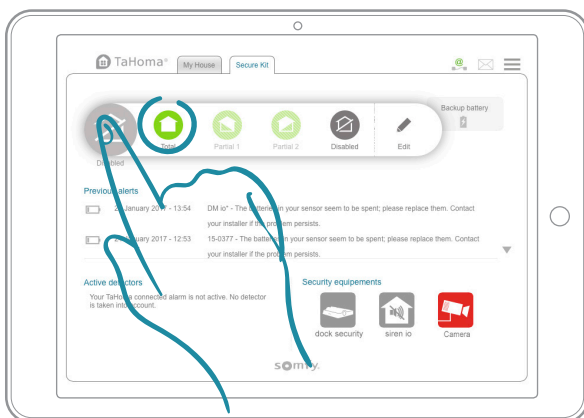 TaHoma®
My House
Secure Kit
Backup battery
Total
Partial 1
Partial 2
Disabled
Edit
Disabled
Previous alerts
January 2017 - 13:54
DM io° - The batteries in your sensor seem to be spent; please replace them. Contact
your installer if the problem persists.
January 2017 - 12:53
15-0377 - The batteries in your sensor seem to be spent; please replace them. Contact
your installer if the problem persists.
Active detectors
Your TaHoma connected alarm is not active. No detector
is taken into account.
Security equipements
dock security
siren io
Camera
somfy.